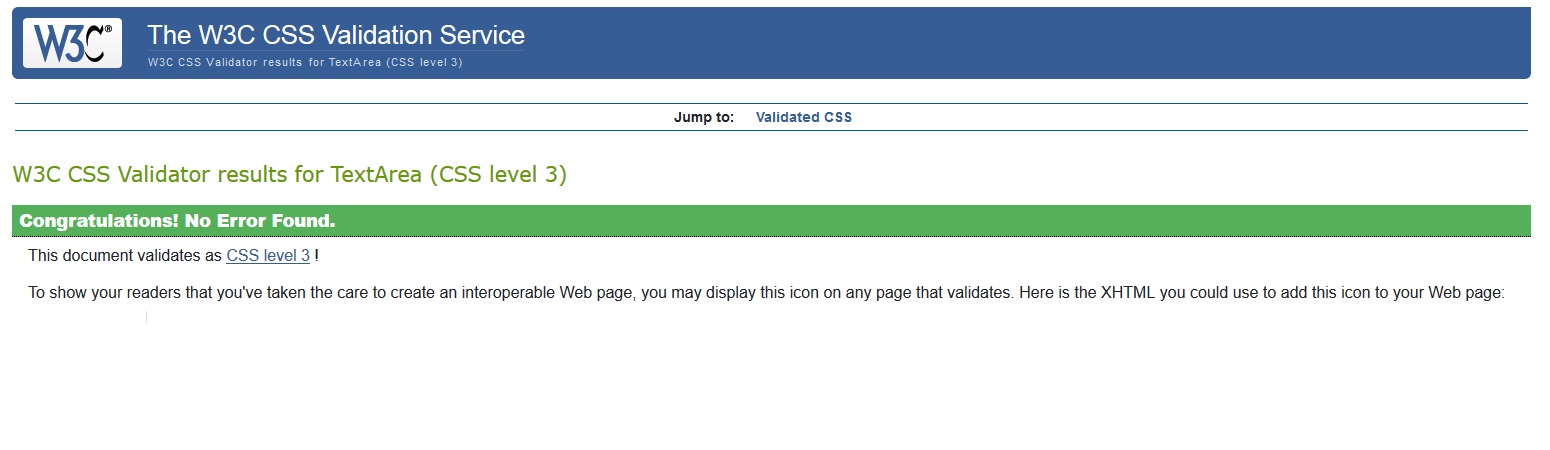 W3C®
The W3C CSS Validation Service
W3C CSS Validator results for TextArea (CSS level 3)
Jump to: Validated CSS
W3C CSS Validator results for TextArea (CSS level 3)
Congratulations! No Error Found.
This document validates as CSS level 3 !
To show your readers that you've taken the care to create an interoperable Web page, you may display this icon on any page that validates. Here is the XHTML you could use to add this icon to your Web page: